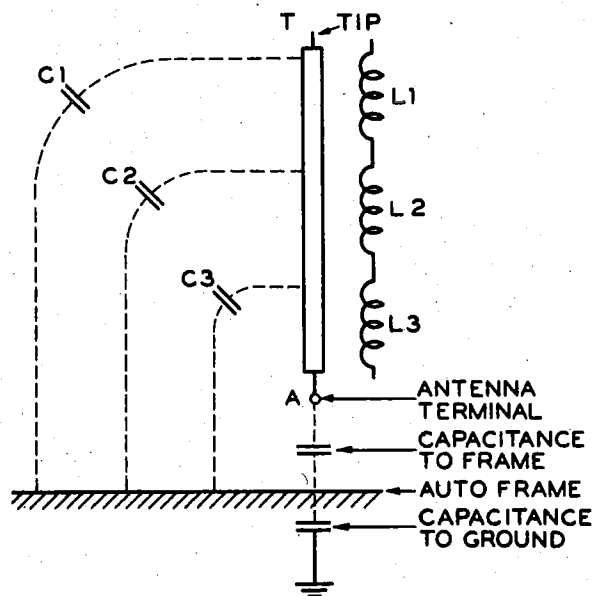 T TIP
C1
L1
C2
L2
C3
L3
A
ANTENNA
TERMINAL
CAPACITANCE
TO FRAME
AUTO FRAME
CAPACITANCE
TO GROUND